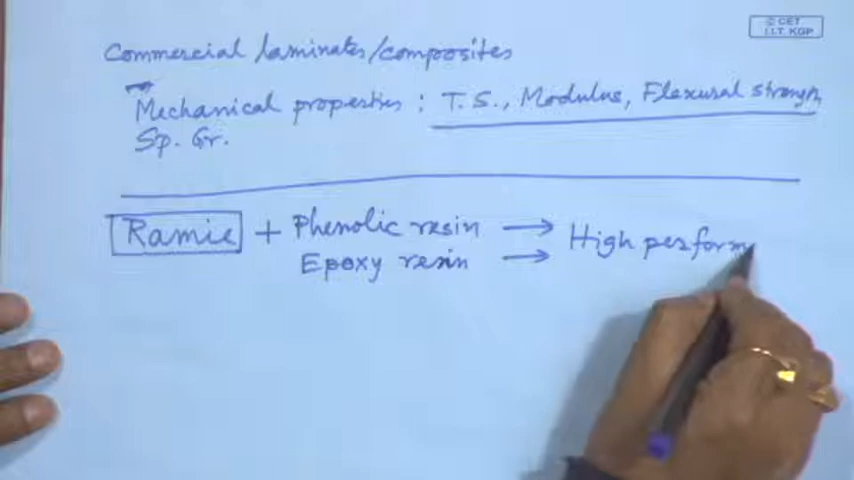 © CET
I.I.T. KGP
Commercial laminates/composites
Mechanical properties : T.S., Modulus, Flexural strength,
Sp. Gr.
Ramie + Phenolic resin → High perform
Epoxy resin →